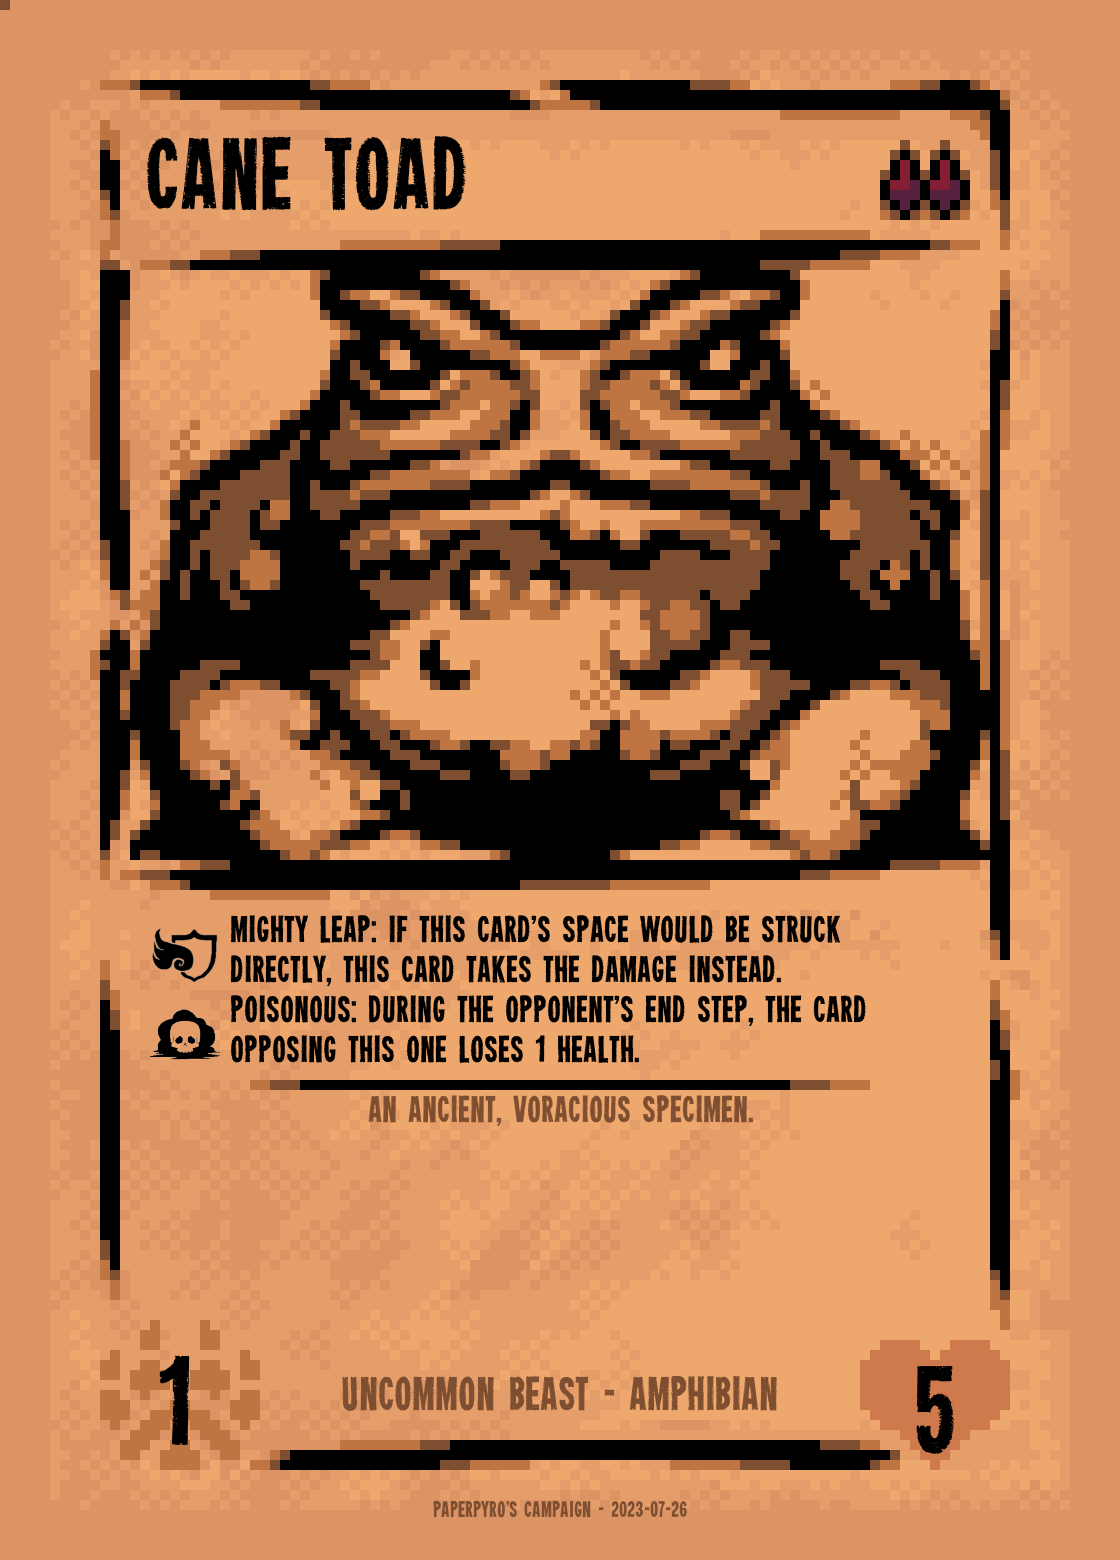 CANE TOAD
MIGHTY LEAP: IF THIS CARD'S SPACE WOULD BE STRUCK
DIRECTLY, THIS CARD TAKES THE DAMAGE INSTEAD.
POISONOUS: DURING THE OPPONENT'S END STEP, THE CARD
OPPOSING THIS ONE LOSES 1 HEALTH.
AN ANCIENT, VORACIOUS SPECIMEN.
1
UNCOMMON BEAST - AMPHIBIAN
5
PAPERPYRO'S CAMPAIGN - 2023-07-26